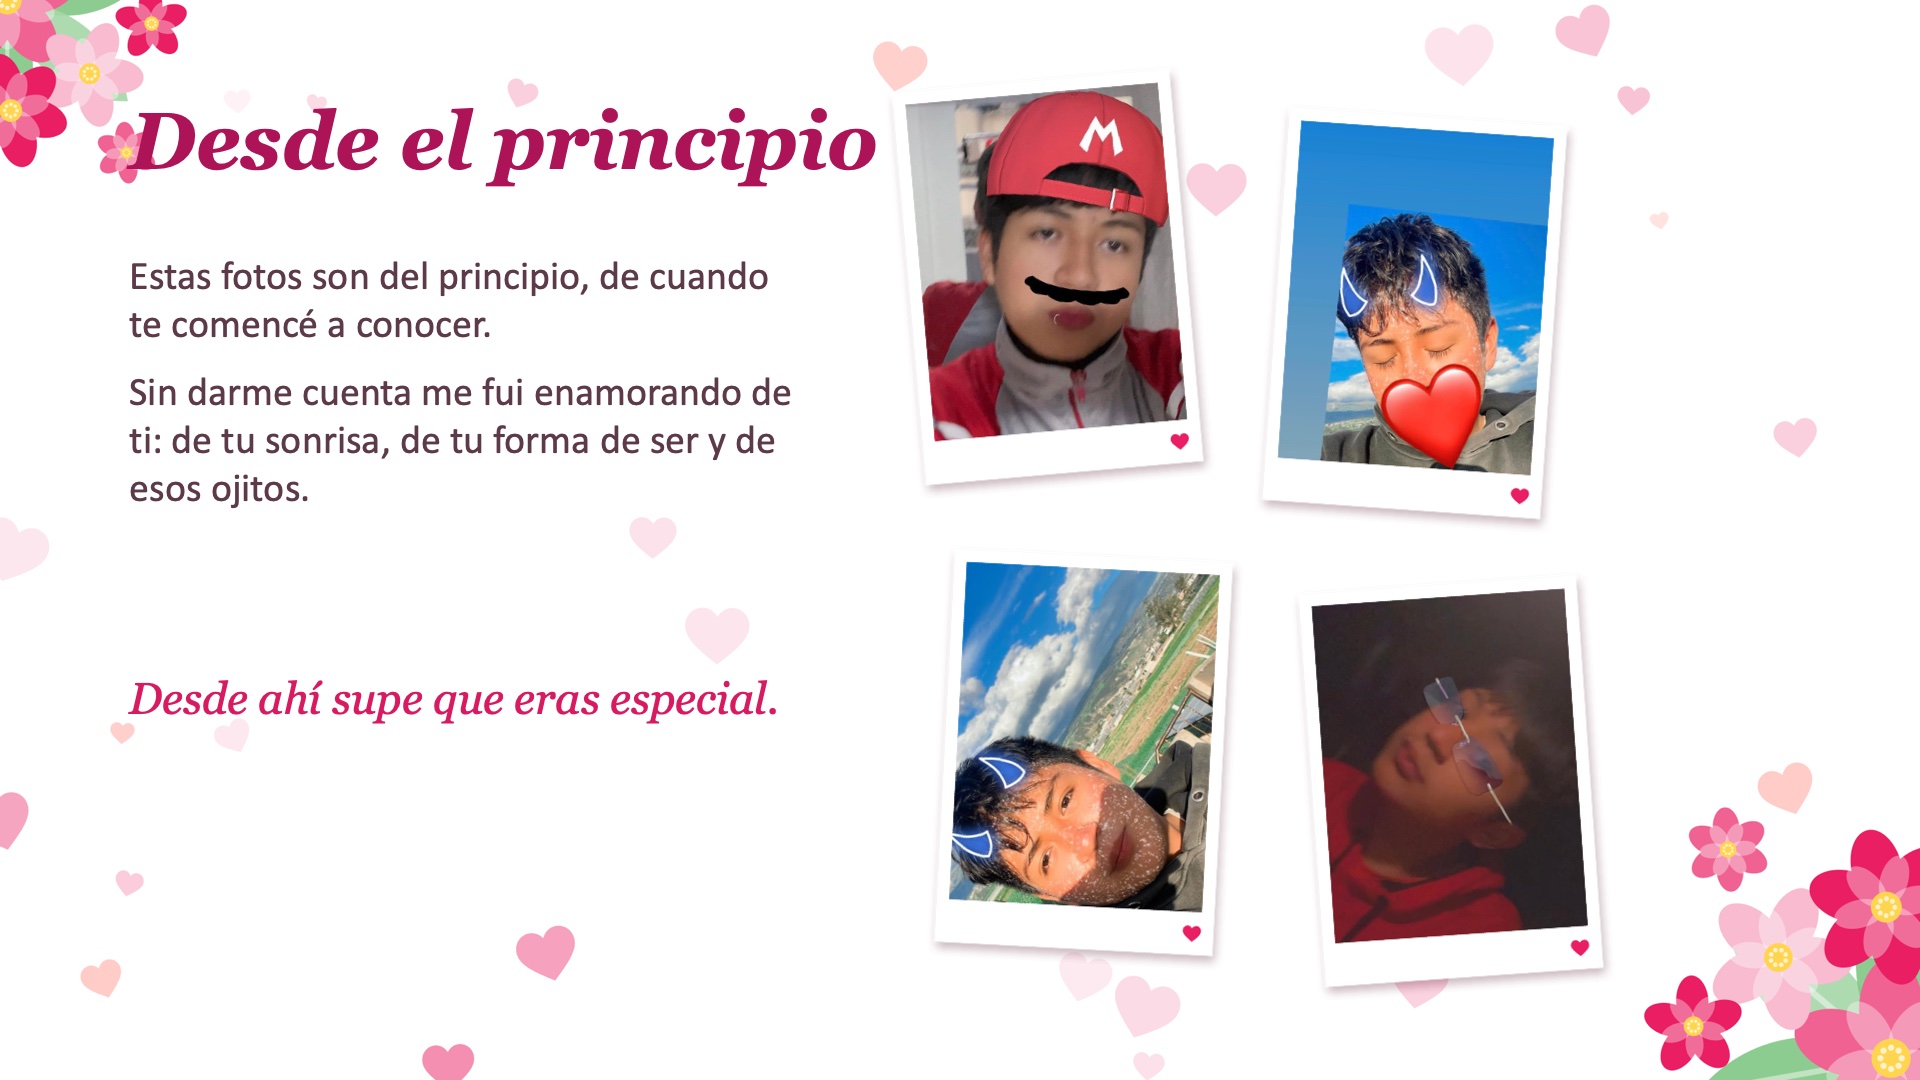 Desde el principio
Estas fotos son del principio, de cuando
te comencé a conocer.
Sin darme cuenta me fui enamorando de
ti: de tu sonrisa, de tu forma de ser y de
esos ojitos.
Desde ahí supe que eras especial.
M